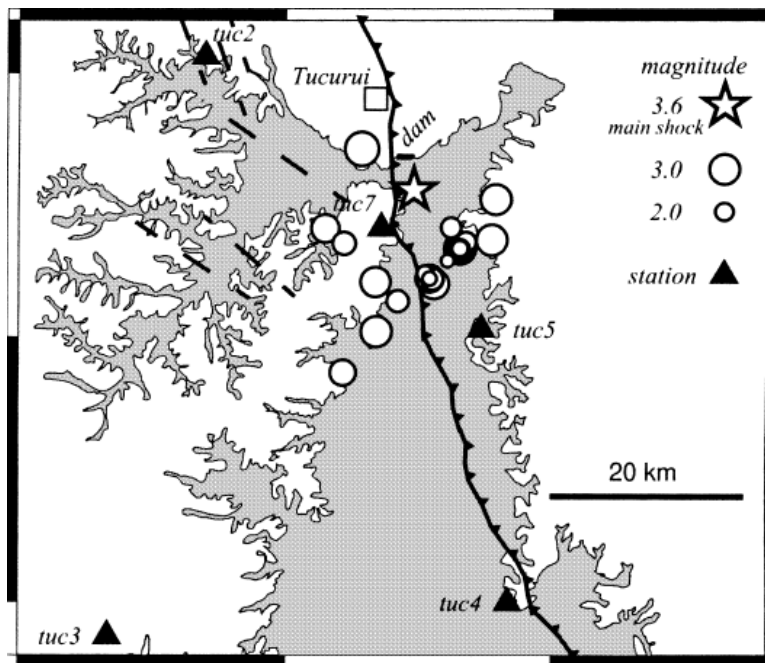 tuc2
Tucurui
dam
tuc7
tuc5
tuc4
tuc3
magnitude
3.6
main shock
3.0
2.0
station
20 km